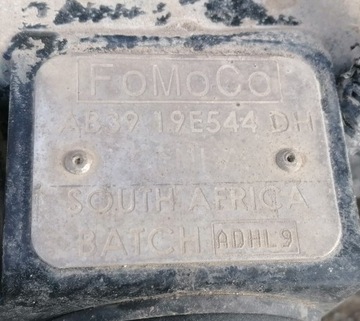 FoMoCo
AB39 19E544 DH
SOUTH AFRICA
BATCH ADHL9